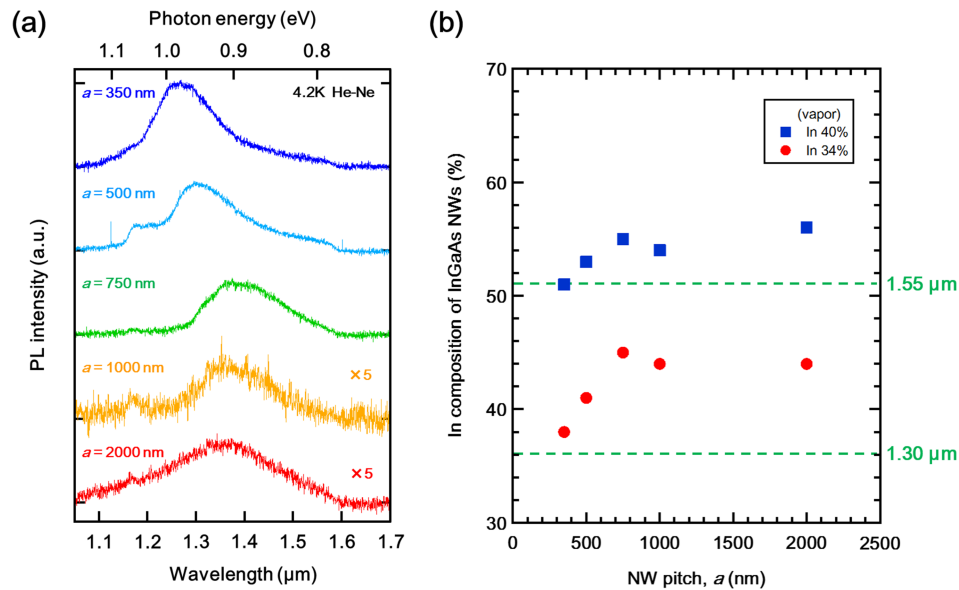 (a)
Photon energy (eV)
1.1 1.0 0.9 0.8
a = 350 nm
4.2K He-Ne
a = 500 nm
a = 750 nm
a = 1000 nm
×5
a = 2000 nm
×5
PL intensity (a.u.)
1.1 1.2 1.3 1.4 1.5 1.6 1.7
Wavelength (μm)
(b)
70
60
50
40
30
In composition of InGaAs NWs (%)
(vapor)
In 40%
In 34%
1.55 μm
1.30 μm
0 500 1000 1500 2000 2500
NW pitch, a (nm)